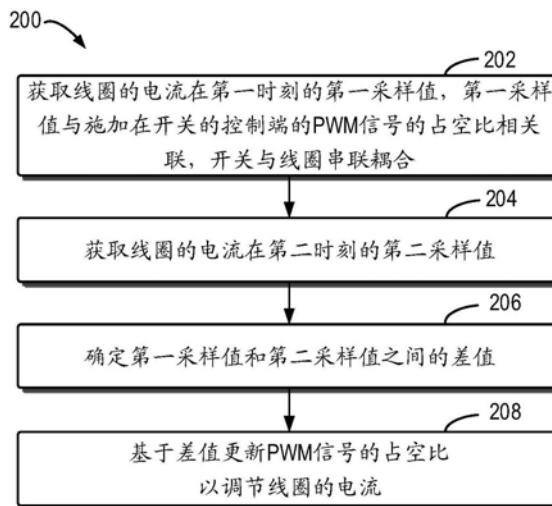 200
202
获取线圈的电流在第一时刻的第一采样值，第一采样
值与施加在开关的控制端的PWM信号的占空比相关
联，开关与线圈串联耦合
204
获取线圈的电流在第二时刻的第二采样值
206
确定第一采样值和第二采样值之间的差值
208
基于差值更新PWM信号的占空比
以调节线圈的电流